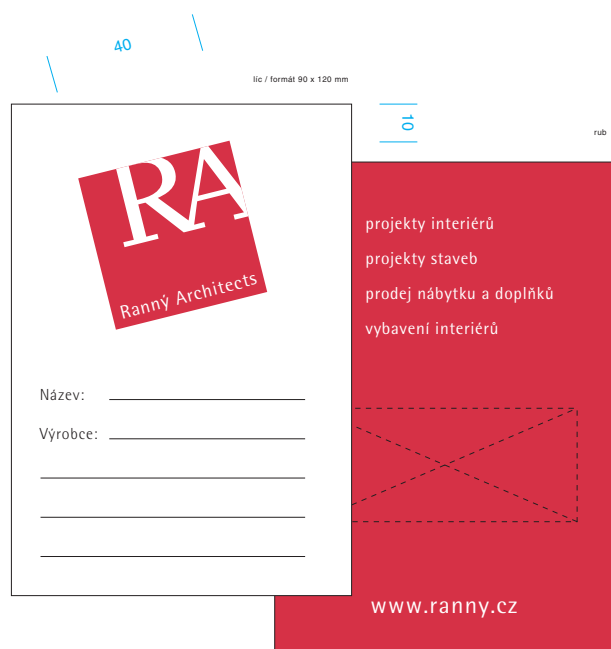 40
líc / formát 90 x 120 mm
10
rub
RA
Ranný Architects
projekty interiérů
projekty staveb
prodej nábytku a doplňků
vybavení interiérů
Název:
Výrobce:
www.ranny.cz